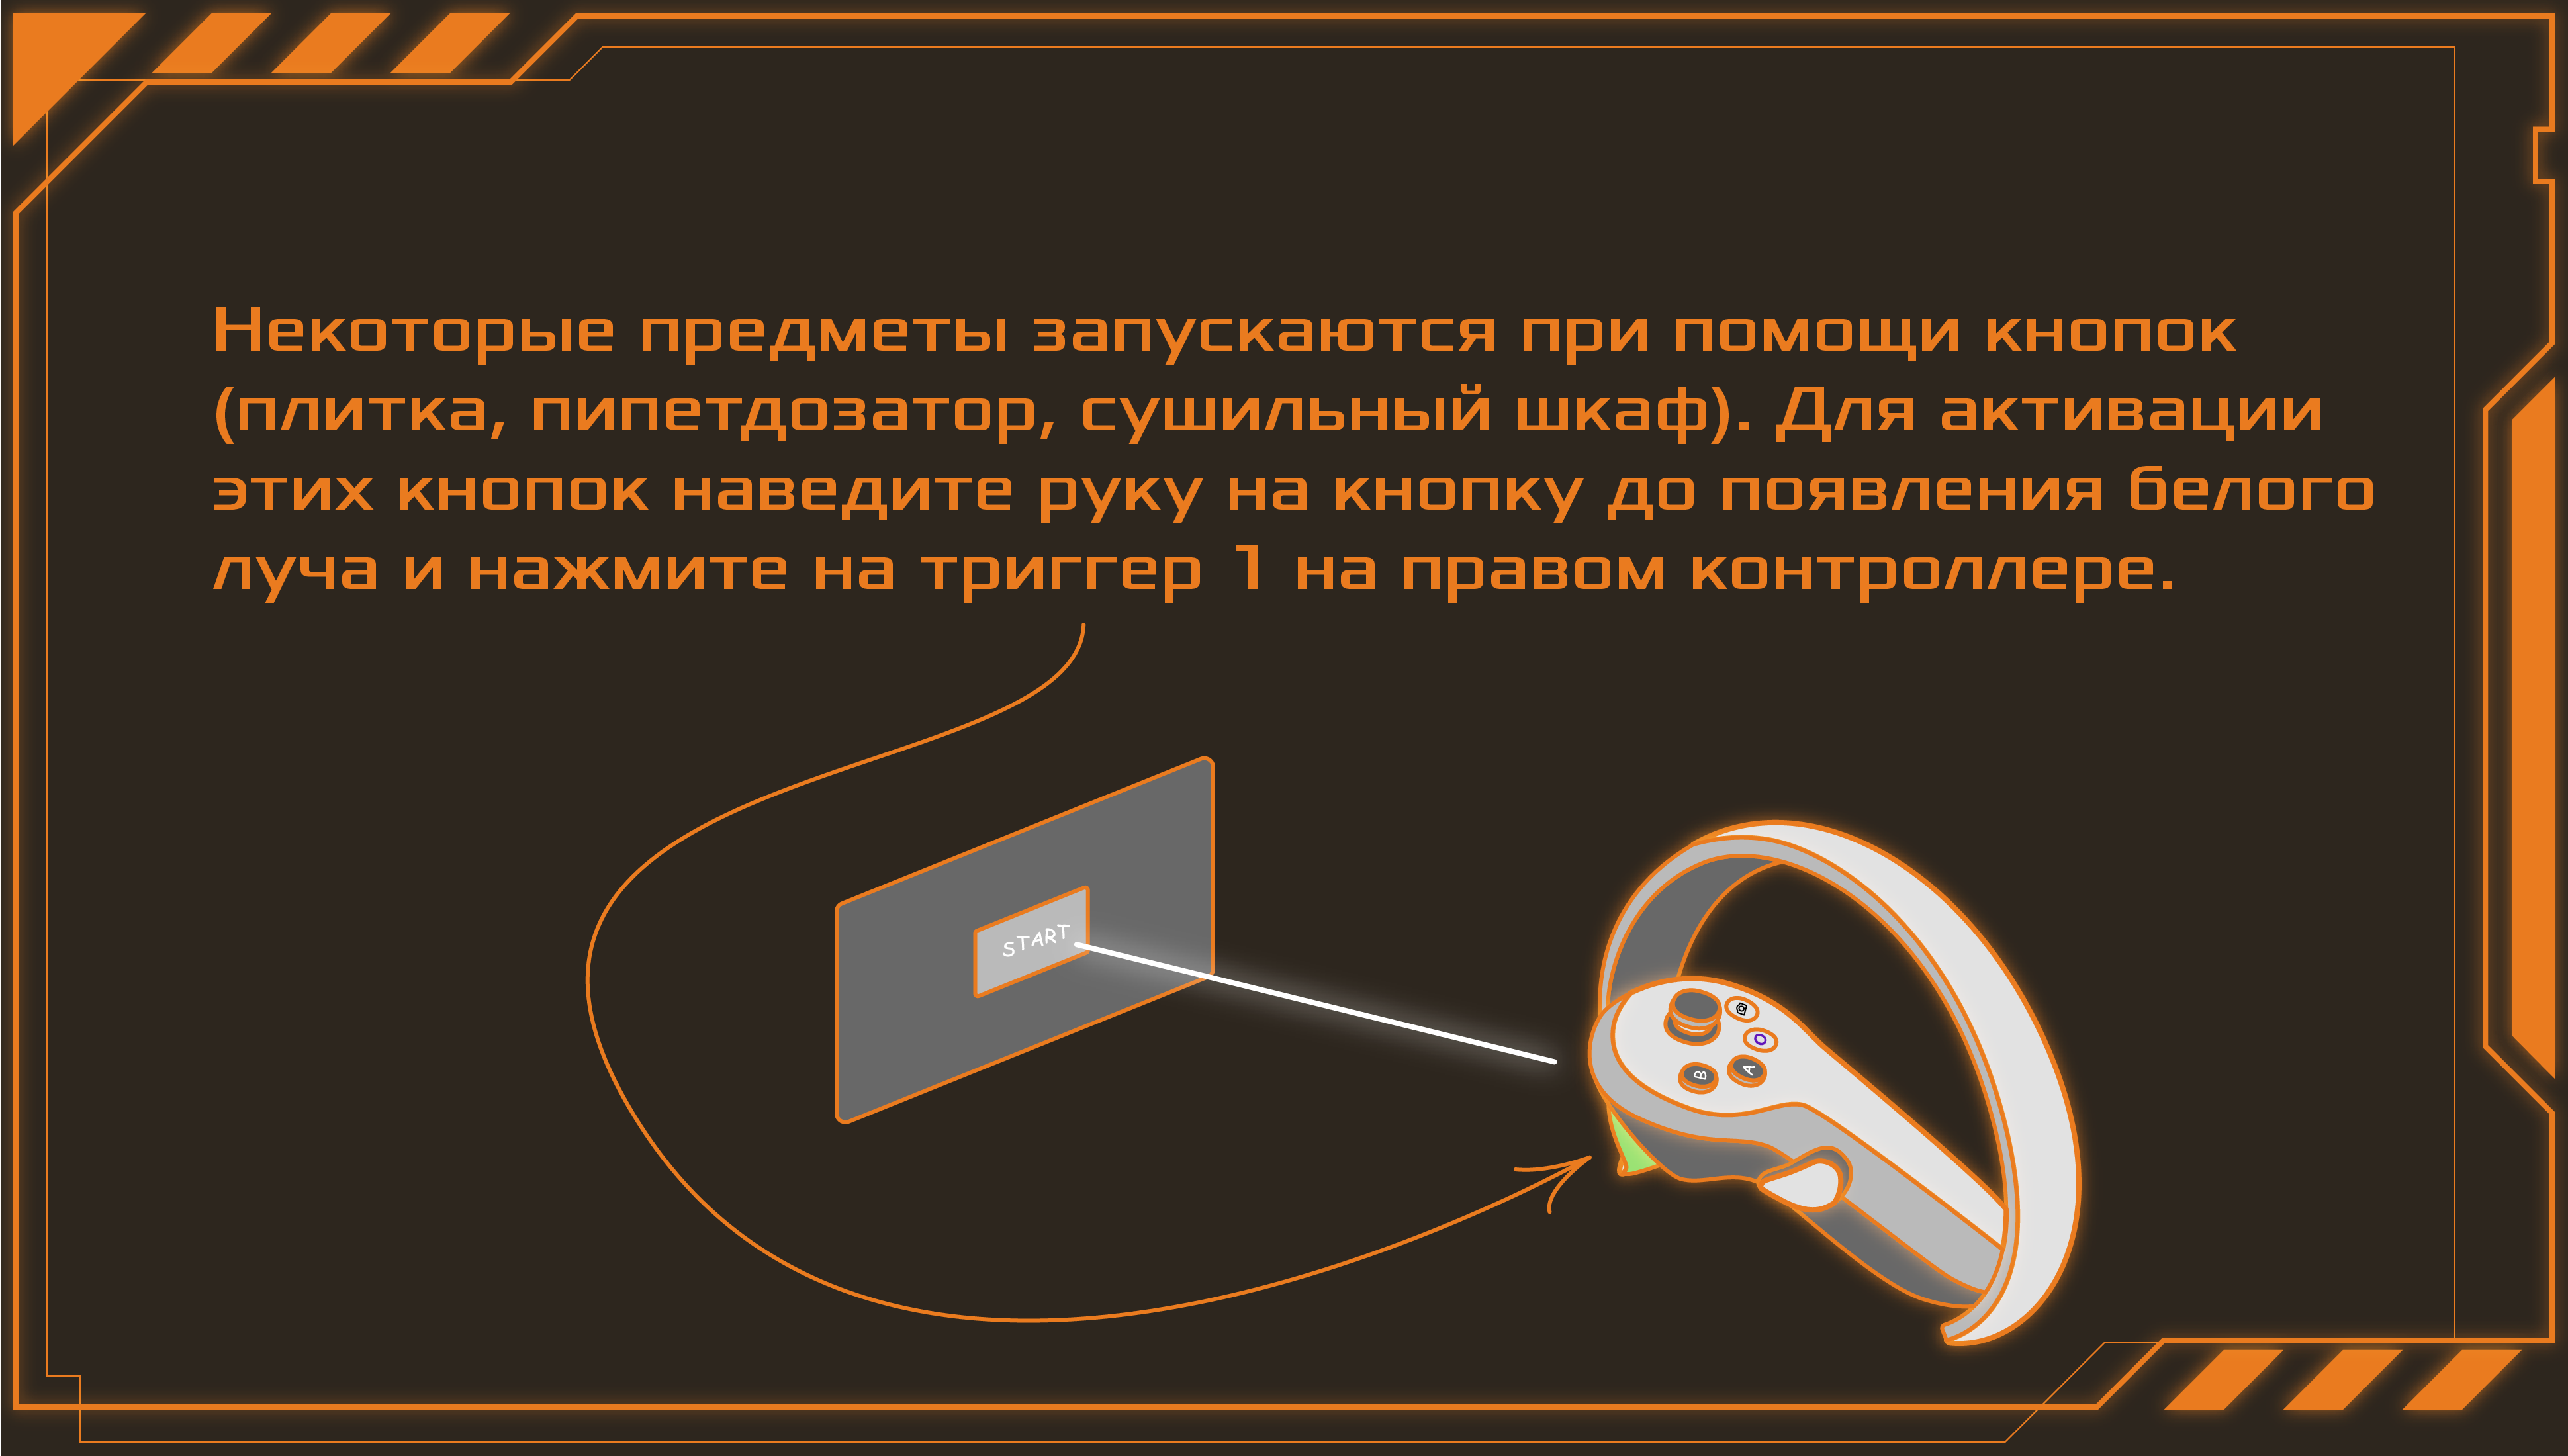 Некоторые предметы запускаются при помощи кнопок
(плитка, пипетдозатор, сушильный шкаф). Для активации
этих кнопок наведите руку на кнопку до появления белого
луча и нажмите на триггер 1 на правом контроллере.
START
B A